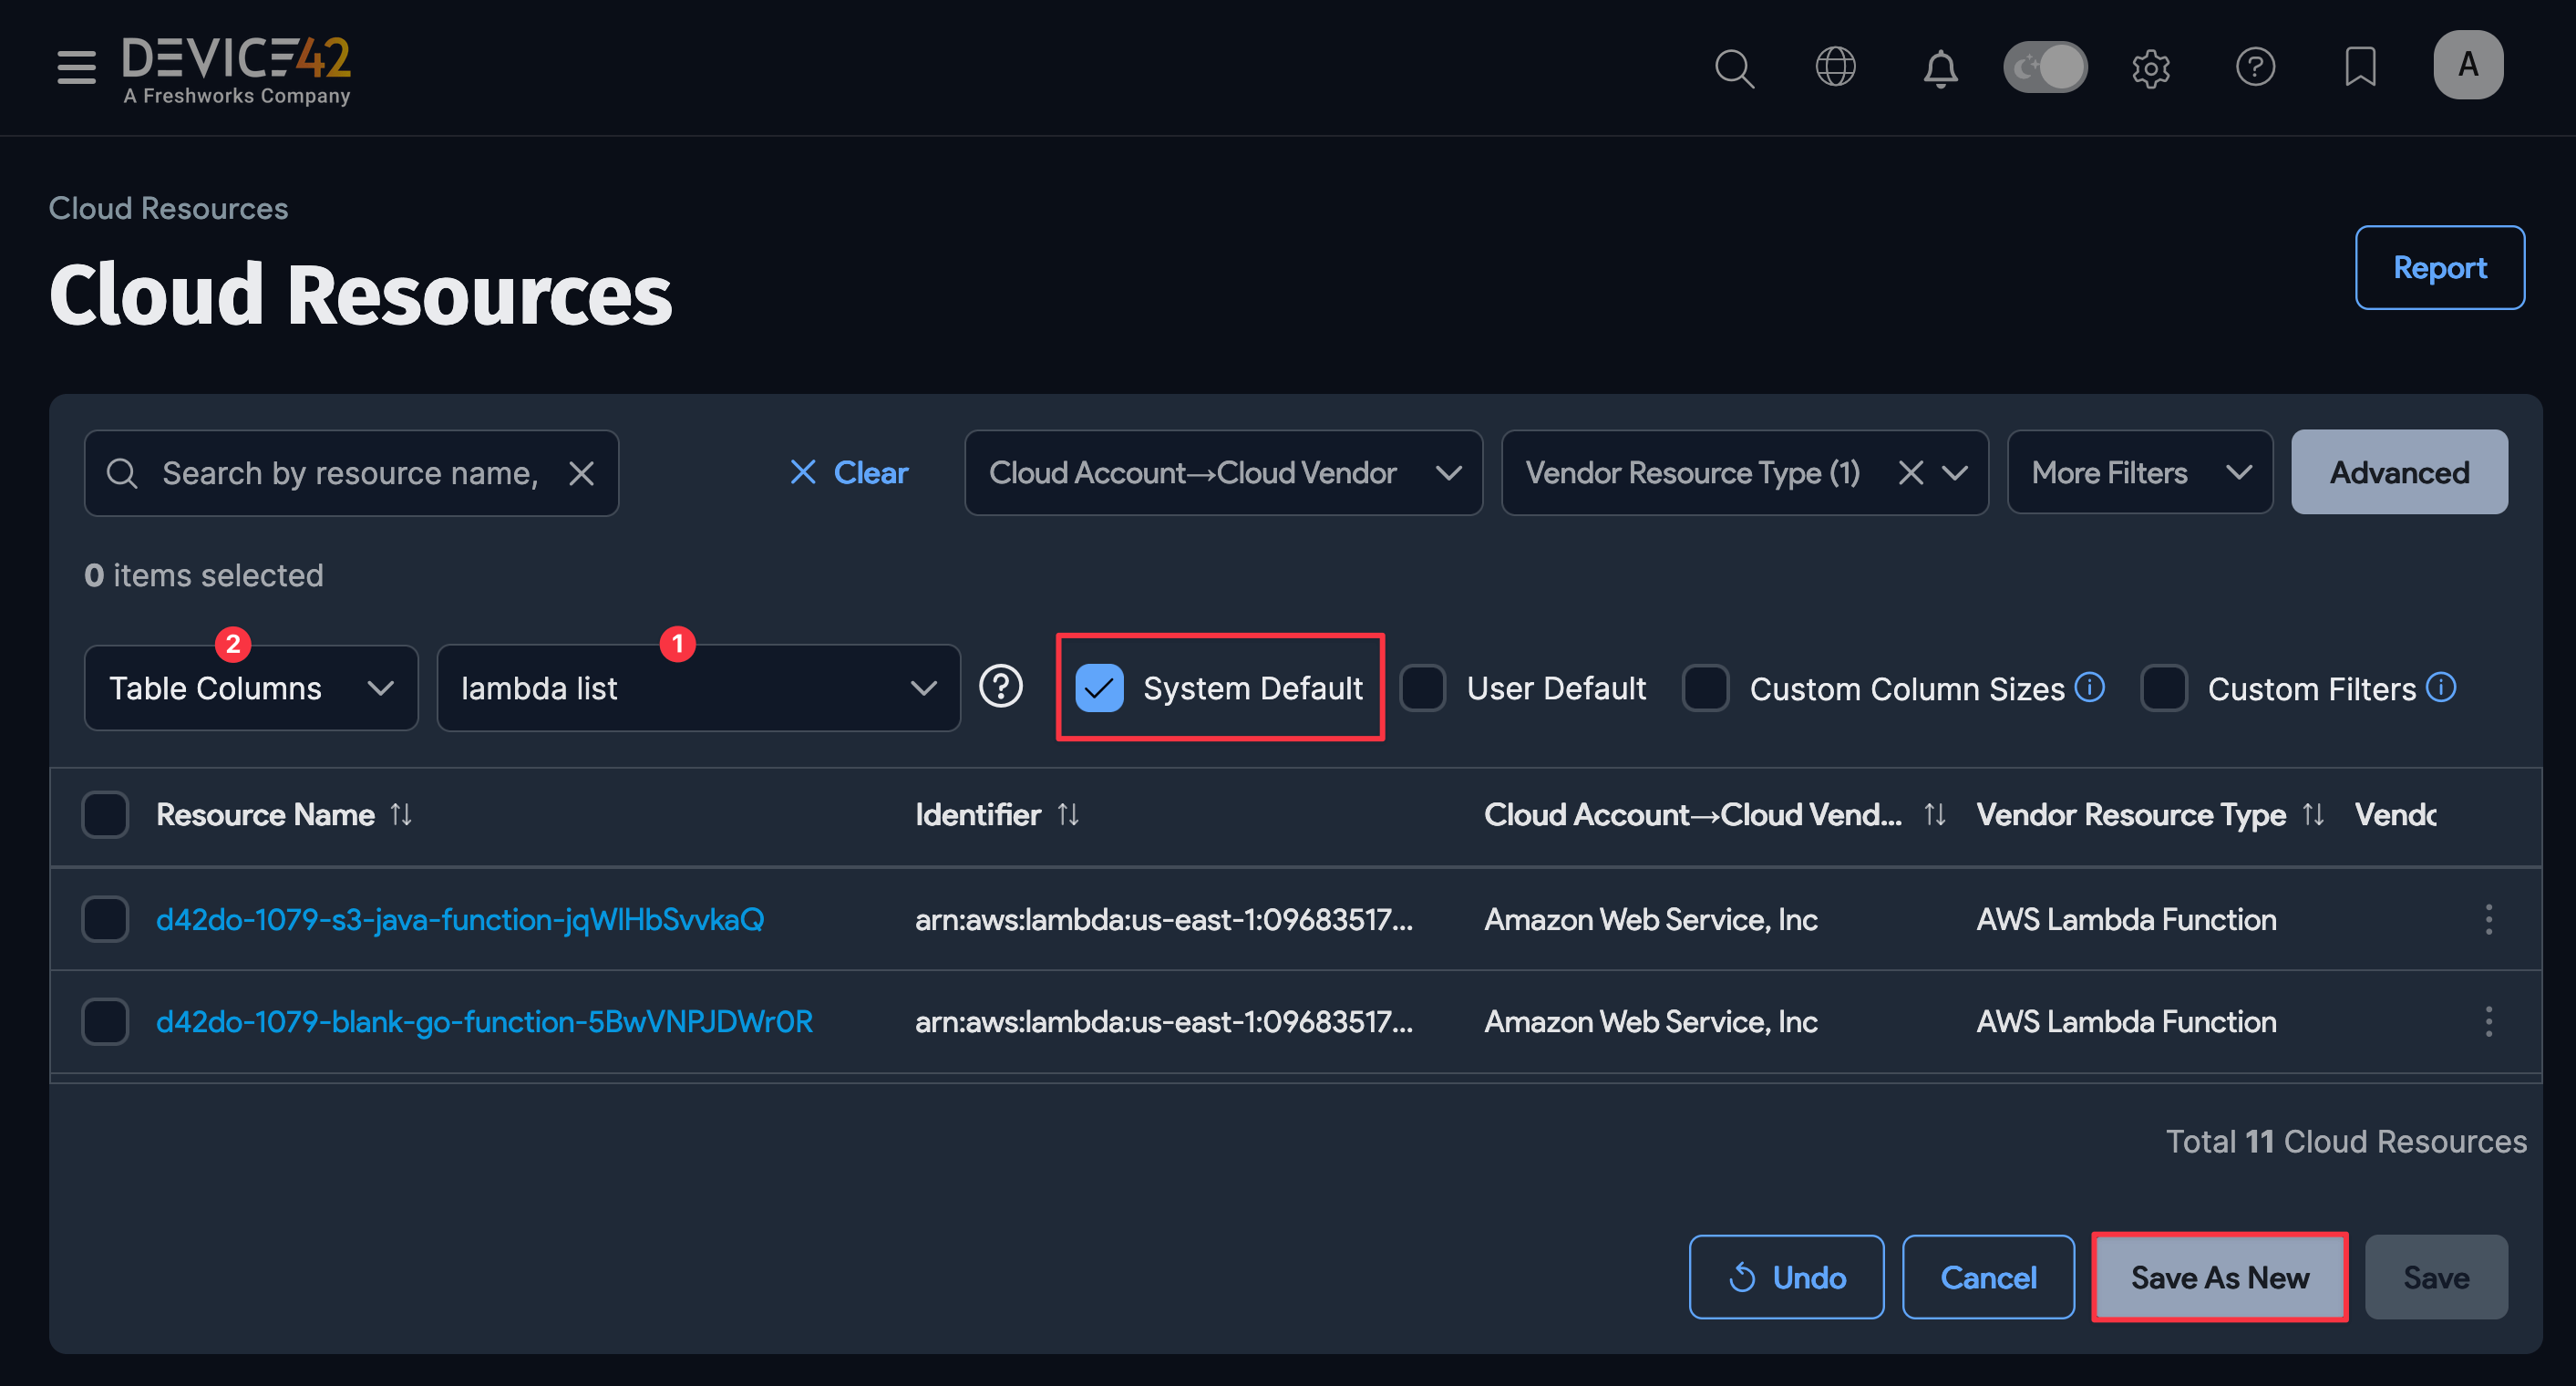 DEVICE42
A Freshworks Company
A
Cloud Resources
Cloud Resources
Report
Search by resource name,
Clear
Cloud Account→Cloud Vendor
Vendor Resource Type (1)
More Filters
Advanced
0 items selected
2
1
Table Columns
lambda list
System Default
User Default
Custom Column Sizes
Custom Filters
Resource Name
Identifier
Cloud Account→Cloud Vend...
Vendor Resource Type
Vendo
d42do-1079-s3-java-function-jqWlHbSvvkaQ
arn:aws:lambda:us-east-1:09683517...
Amazon Web Service, Inc
AWS Lambda Function
d42do-1079-blank-go-function-5BwVNPJDWr0R
arn:aws:lambda:us-east-1:09683517...
Amazon Web Service, Inc
AWS Lambda Function
Total 11 Cloud Resources
Undo
Cancel
Save As New
Save